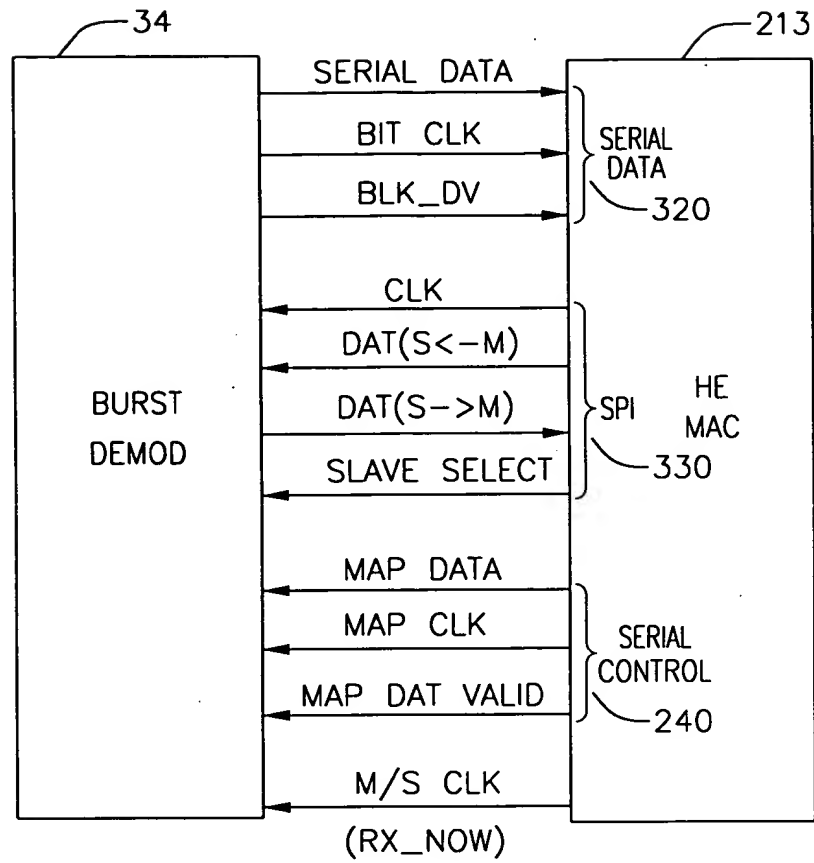 34
213
SERIAL DATA
BIT CLK
BLK_DV
SERIAL
DATA
320
CLK
DAT(S<-M)
DAT(S->M)
SLAVE SELECT
BURST
DEMOD
SPI
330
HE
MAC
MAP DATA
MAP CLK
MAP DAT VALID
SERIAL
CONTROL
240
M/S CLK
(RX_NOW)